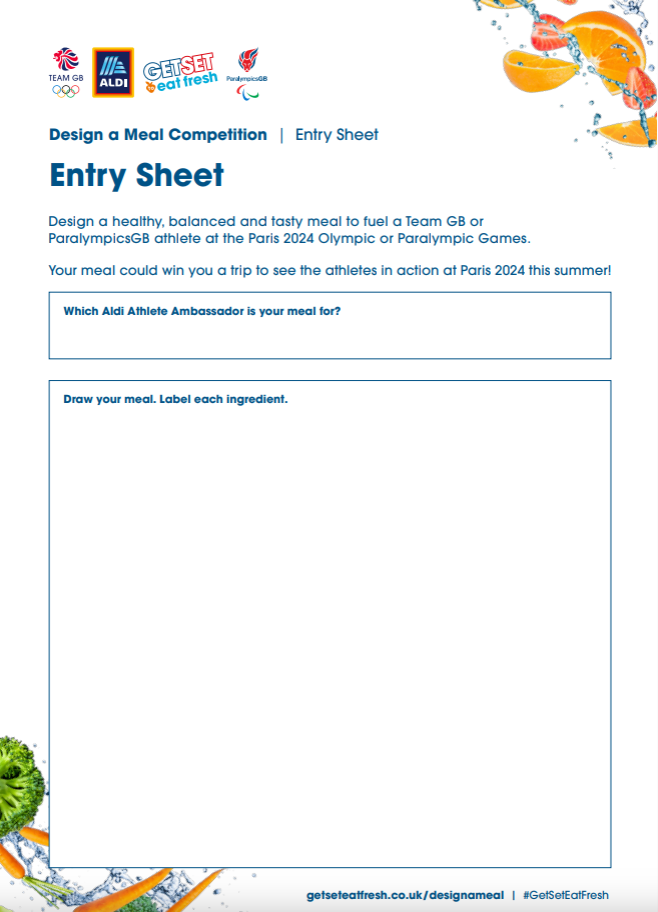 TEAM GB
ALDI
GETSET
eat fresh
ParalympicsGB
Design a Meal Competition | Entry Sheet
Entry Sheet
Design a healthy, balanced and tasty meal to fuel a Team GB or
ParalympicsGB athlete at the Paris 2024 Olympic or Paralympic Games.
Your meal could win you a trip to see the athletes in action at Paris 2024 this summer!
Which Aldi Athlete Ambassador is your meal for?
Draw your meal. Label each ingredient.
getseteatfresh.co.uk/designameal | #GetSetEatFresh